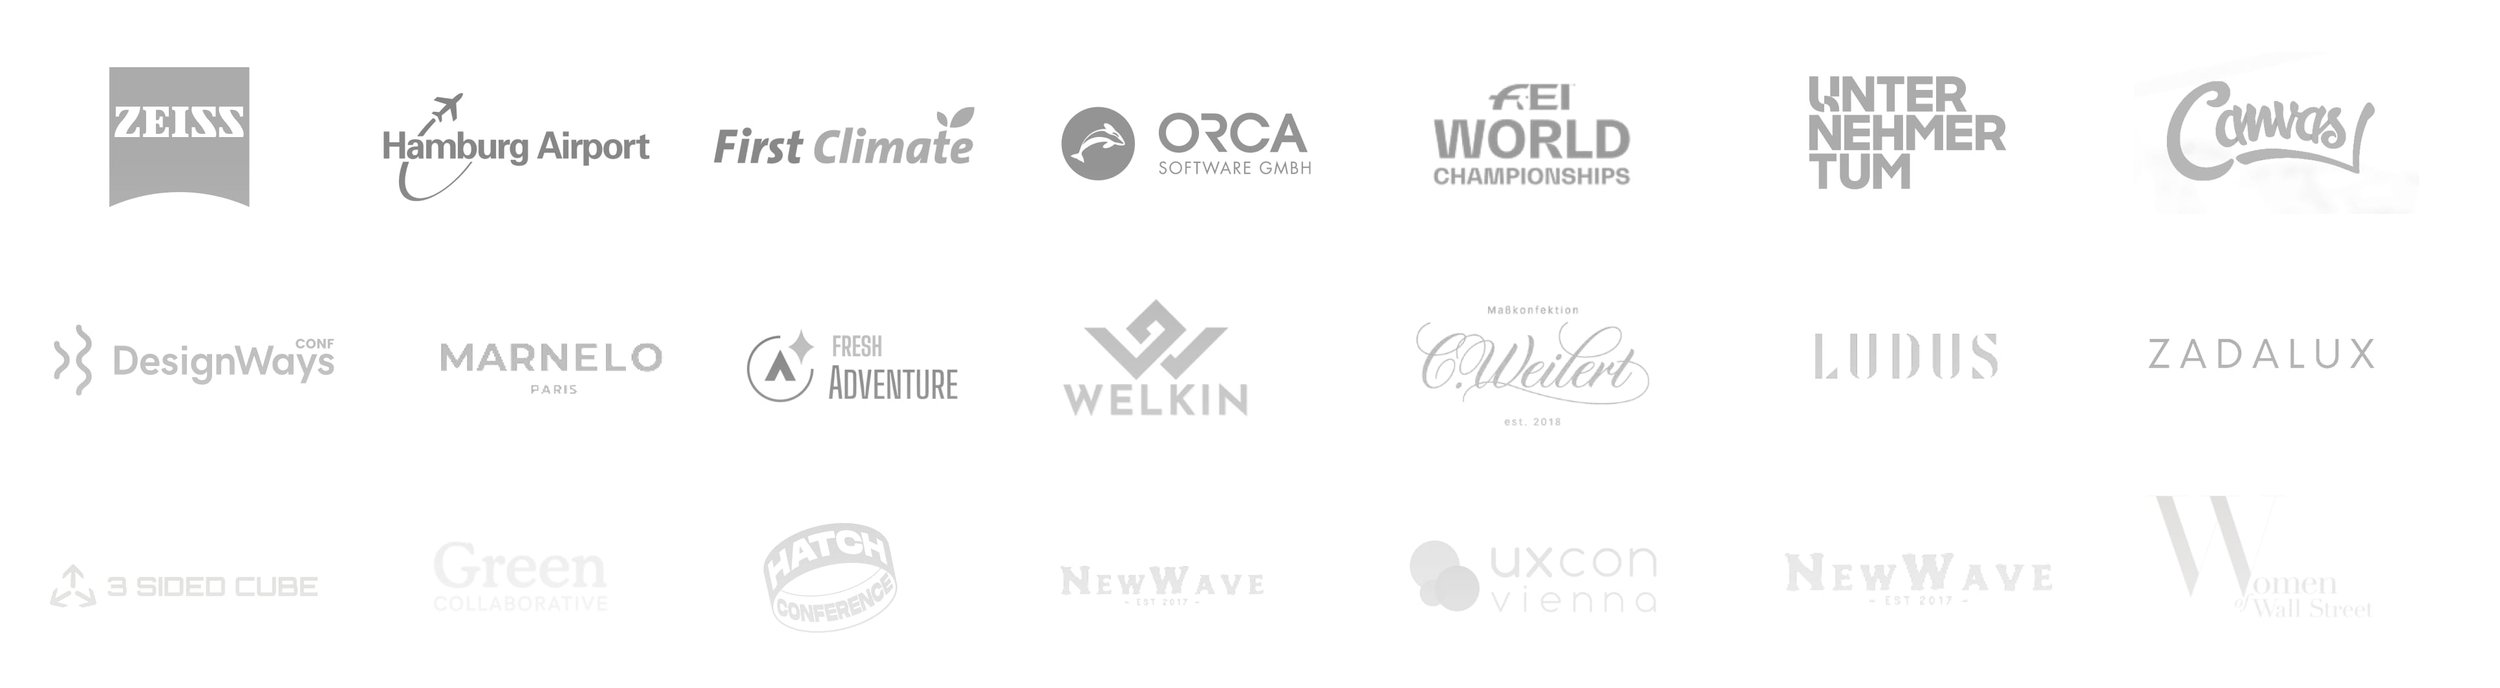 ZEISS
Hamburg Airport
First Climate
ORCA
SOFTWARE GMBH
FEI
WORLD
CHAMPIONSHIPS
UNTER
NEHMER
TUM
Canvas
DesignWays
CONF
MARNELO
PARIS
FRESH
ADVENTURE
WELKIN
Maßkonfektion
C.Weilert
est. 2018
LUDUS
ZADALUX
3 SIDED CUBE
Green
COLLABORATIVE
HATCH
CONFERENCE
NEWWAVE
- EST 2017 -
uxcon
vienna
NEWWAVE
- EST 2017 -
Women
of Wall Street